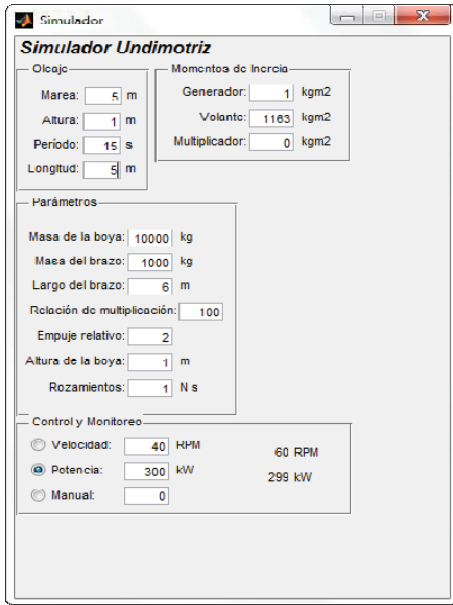 Simulador
Simulador Undimotriz
Oleaje
Marea: 5 m
Altura: 1 m
Período: 15 s
Longitud: 5 m
Momentos de Inercia
Generador: 1 kgm2
Volante: 1163 kgm2
Multiplicador: 0 kgm2
Parámetros
Masa de la boya: 10000 kg
Masa del brazo: 1000 kg
Largo del brazo: 6 m
Relación de multiplicación: 100
Empuje relativo: 2
Altura de la boya: 1 m
Rozamientos: 1 N s
Control y Monitoreo
Velocidad: 40 RPM
60 RPM
Potencia: 300 kW
299 kW
Manual: 0